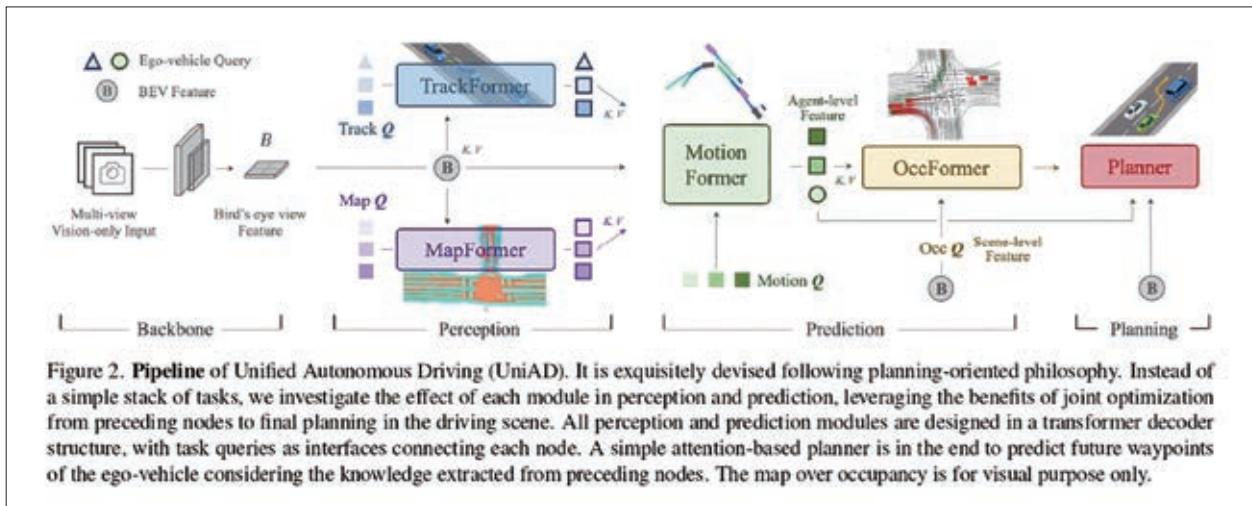 Ego-vehicle Query
B
BEV Feature
B
Multi-view
Vision-only Input
Bird's eye view
Feature
Backbone
TrackFormer
Track Q
K, V
B
K, V
Map Q
K, V
MapFormer
Perception
Motion
Former
Agent-level
Feature
K, V
OccFormer
Planner
Occ Q
Scene-level
Feature
Motion Q
B
B
Prediction
Planning
Figure 2. Pipeline of Unified Autonomous Driving (UniAD). It is exquisitely devised following planning-oriented philosophy. Instead of
a simple stack of tasks, we investigate the effect of each module in perception and prediction, leveraging the benefits of joint optimization
from preceding nodes to final planning in the driving scene. All perception and prediction modules are designed in a transformer decoder
structure, with task queries as interfaces connecting each node. A simple attention-based planner is in the end to predict future waypoints
of the ego-vehicle considering the knowledge extracted from preceding nodes. The map over occupancy is for visual purpose only.